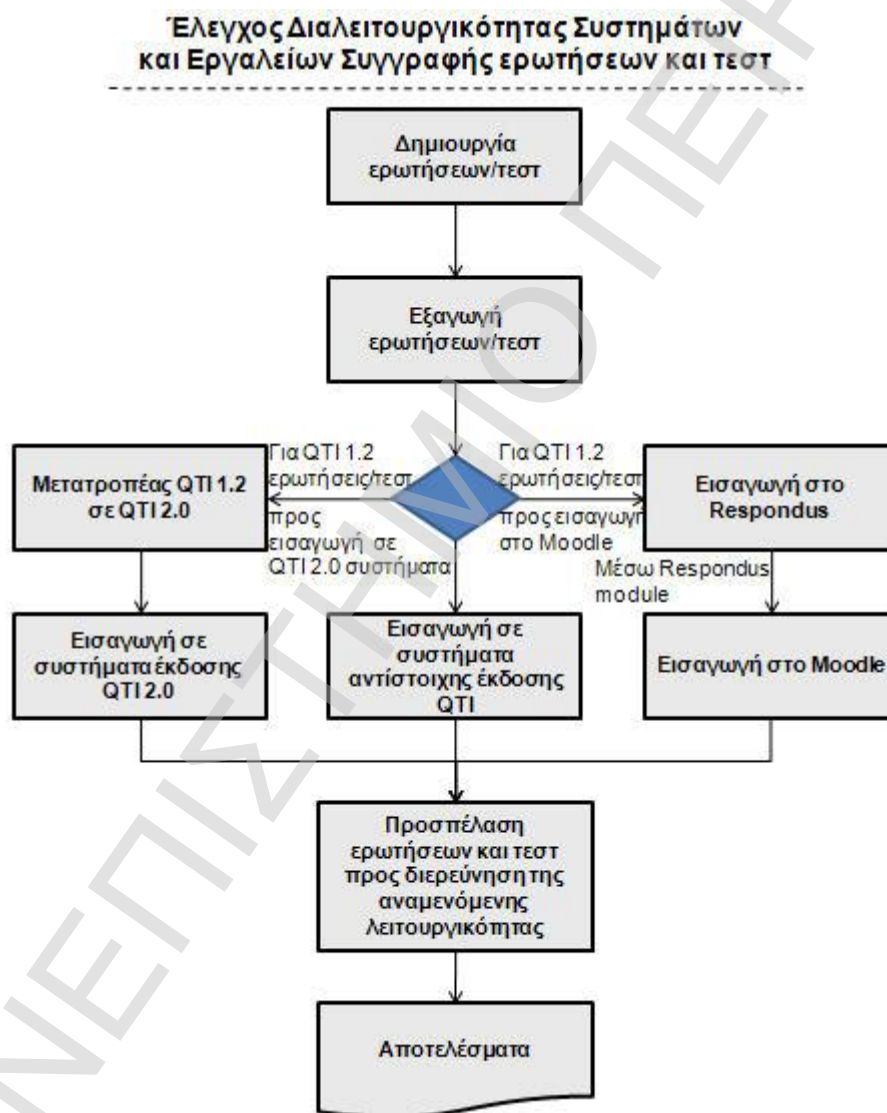 Έλεγχος Διαλειτουργικότητας Συστημάτων
και Εργαλείων Συγγραφής ερωτήσεων και τεστ
Δημιουργία
ερωτήσεων/τεστ
Εξαγωγή
ερωτήσεων/τεστ
Για QTI 1.2
ερωτήσεις/τεστ
προς
εισαγωγή σε
QTI 2.0 συστήματα
Για QTI 1.2
ερωτήσεις/τεστ
προς εισαγωγή
στο Moodle
Μετατροπέας QTI 1.2
σε QTI 2.0
Εισαγωγή στο
Respondus
Μέσω Respondus
module
Εισαγωγή σε
συστήματα έκδοσης
QTI 2.0
Εισαγωγή σε
συστήματα
αντίστοιχης έκδοσης
QTI
Εισαγωγή στο Moodle
Προσπέλαση
ερωτήσεων και τεστ
προς διερεύνηση της
αναμενόμενης
λειτουργικότητας
Αποτελέσματα
ΝΕΠΙΣΤΗΜΙΟ ΠΕΙΡ